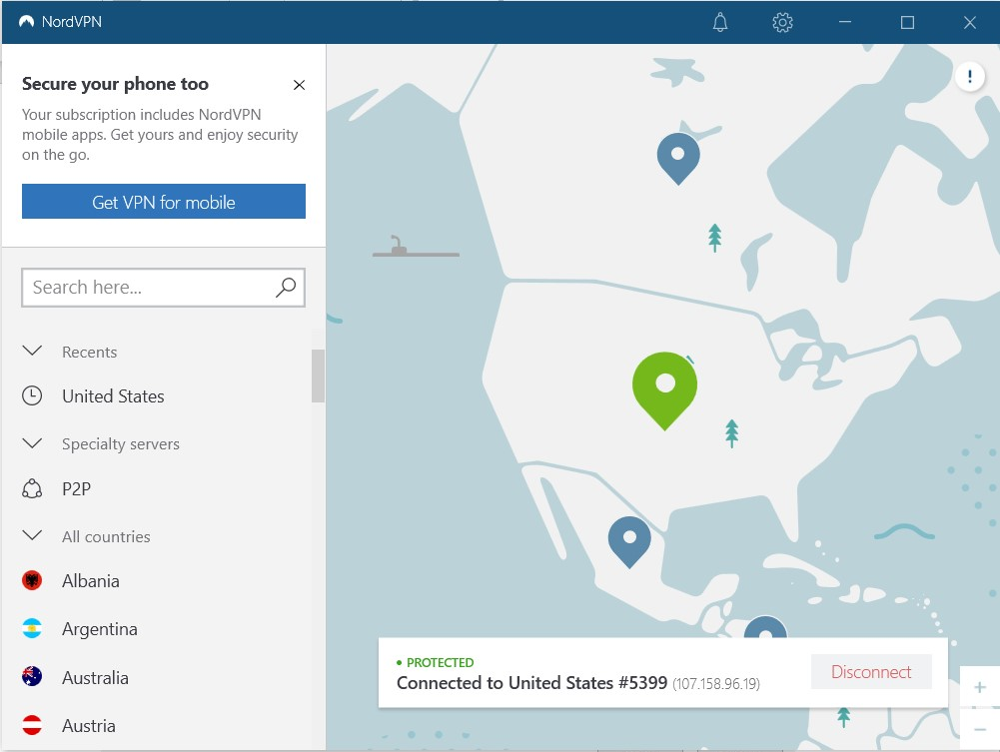 NordVPN
Secure your phone too
Your subscription includes NordVPN
mobile apps. Get yours and enjoy security
on the go.
Get VPN for mobile
Search here...
Recents
United States
Specialty servers
P2P
All countries
Albania
Argentina
Australia
Austria
!
PROTECTED
Connected to United States #5399 (107.158.96.19)
Disconnect
+
−